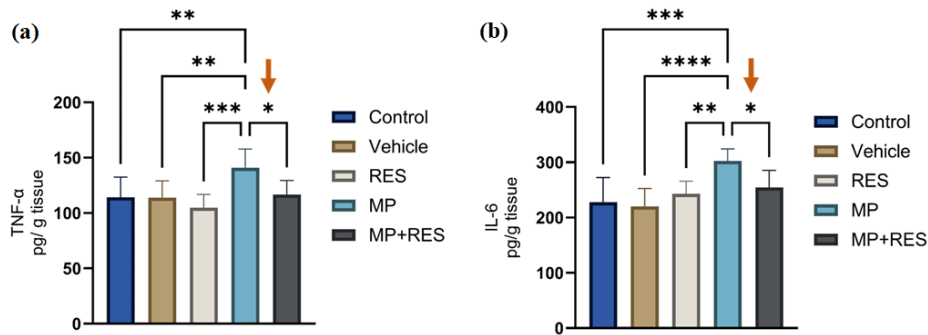 (a)
**
**
***
*
200
150
100
50
0
TNF-α
pg/ g tissue
Control
Vehicle
RES
MP
MP+RES
(b)
***
****
**
*
400
300
200
100
0
IL-6
pg/g tissue
Control
Vehicle
RES
MP
MP+RES